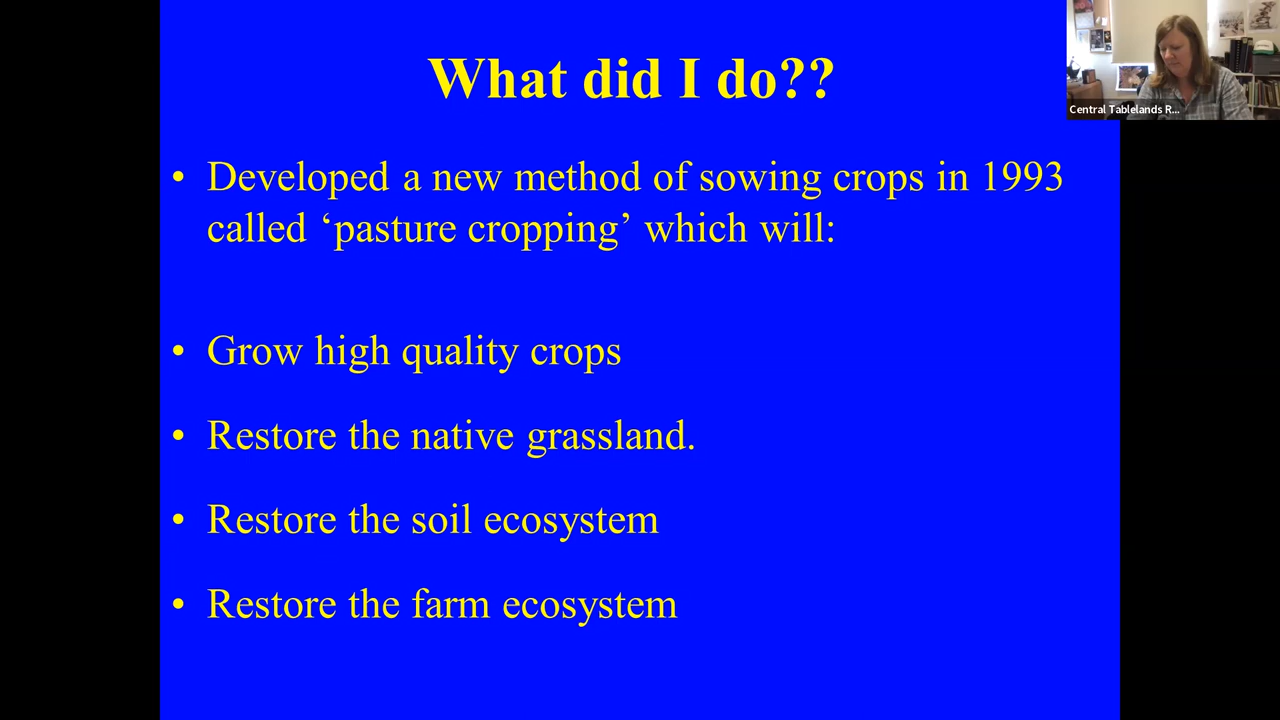 What did I do??
• Developed a new method of sowing crops in 1993
called ‘pasture cropping’ which will:
• Grow high quality crops
• Restore the native grassland.
• Restore the soil ecosystem
• Restore the farm ecosystem
Central Tablelands R...